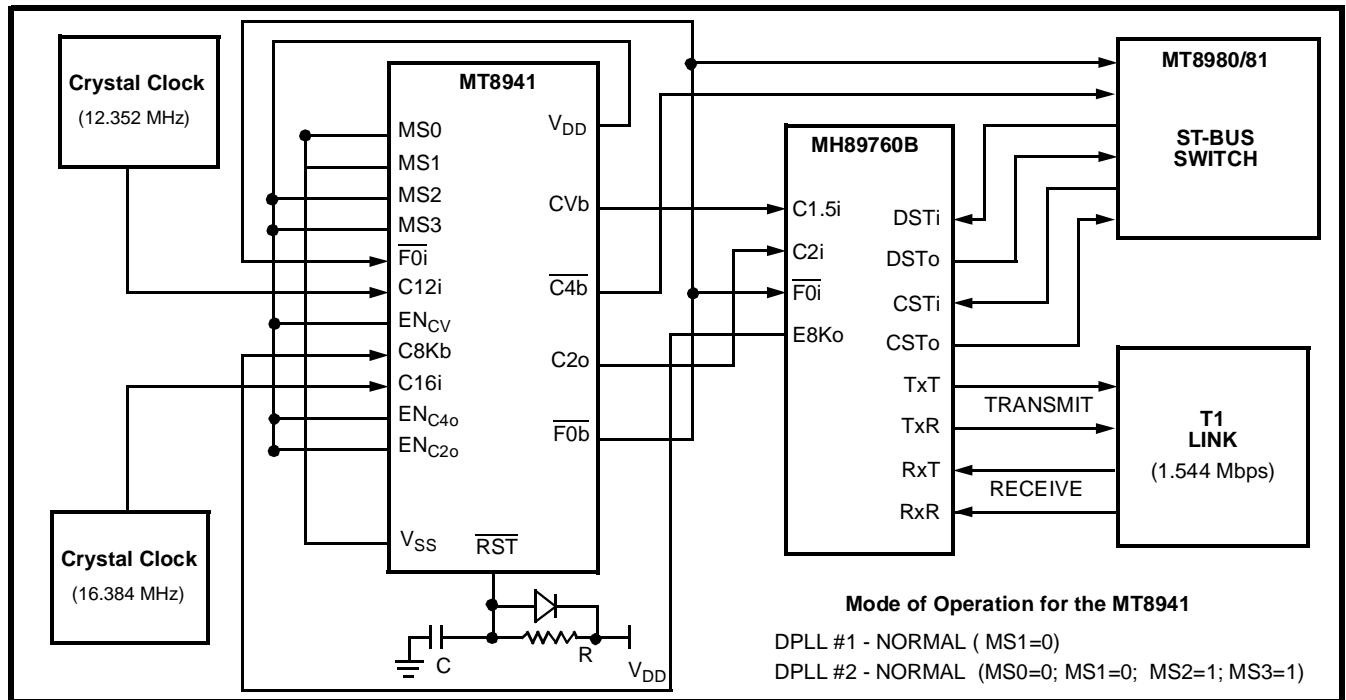 Crystal Clock
(12.352 MHz)
Crystal Clock
(16.384 MHz)
MT8941
MS0
MS1
MS2
MS3
F0i
C12i
ENCV
C8Kb
C16i
ENC4o
ENC2o
VSS
RST
VDD
CVb
C4b
C2o
F0b
C
R
VDD
MH89760B
C1.5i
C2i
F0i
E8Ko
DSTi
DSTo
CSTi
CSTo
TxT
TxR
RxT
RxR
TRANSMIT
RECEIVE
MT8980/81
ST-BUS
SWITCH
T1
LINK
(1.544 Mbps)
Mode of Operation for the MT8941
DPLL #1 - NORMAL ( MS1=0)
DPLL #2 - NORMAL (MS0=0; MS1=0; MS2=1; MS3=1)